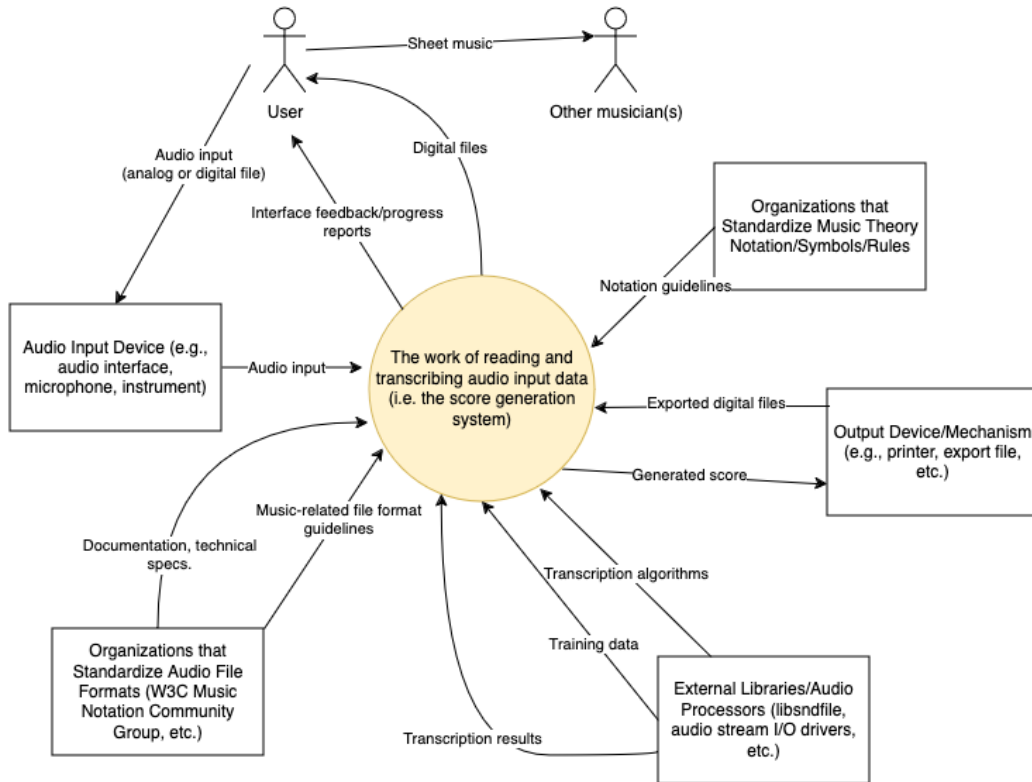 Sheet music
User
Other musician(s)
Audio input
(analog or digital file)
Digital files
Interface feedback/progress
reports
Organizations that
Standardize Music Theory
Notation/Symbols/Rules
Notation guidelines
Audio Input Device (e.g.,
audio interface,
microphone, instrument)
Audio input
The work of reading and
transcribing audio input data
(i.e. the score generation
system)
Exported digital files
Output Device/Mechanism
(e.g., printer, export file,
etc.)
Generated score
Music-related file format
guidelines
Documentation, technical
specs.
Transcription algorithms
Training data
Organizations that
Standardize Audio File
Formats (W3C Music
Notation Community
Group, etc.)
External Libraries/Audio
Processors (libsndfile,
audio stream I/O drivers,
etc.)
Transcription results